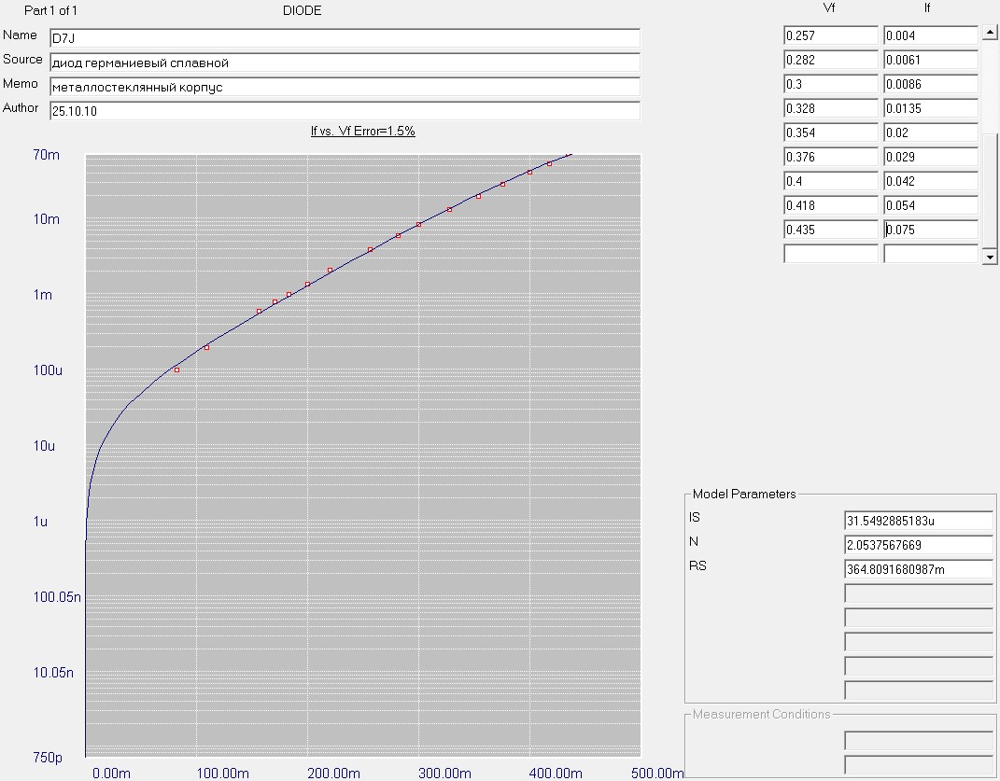 Part 1 of 1
DIODE
Name
D7J
Source
диод германиевый сплавной
Memo
металлостеклянный корпус
Author
25.10.10
If vs. Vf Error=1.5%
70m
10m
1m
100u
10u
1u
100.05n
10.05n
750p
0.00m 100.00m 200.00m 300.00m 400.00m 500.00m
Vf If
0.257 0.004
0.282 0.0061
0.3 0.0086
0.328 0.0135
0.354 0.02
0.376 0.029
0.4 0.042
0.418 0.054
0.435 0.075
Model Parameters
IS 31.5492885183u
N 2.0537567669
RS 364.8091680987m
Measurement Conditions